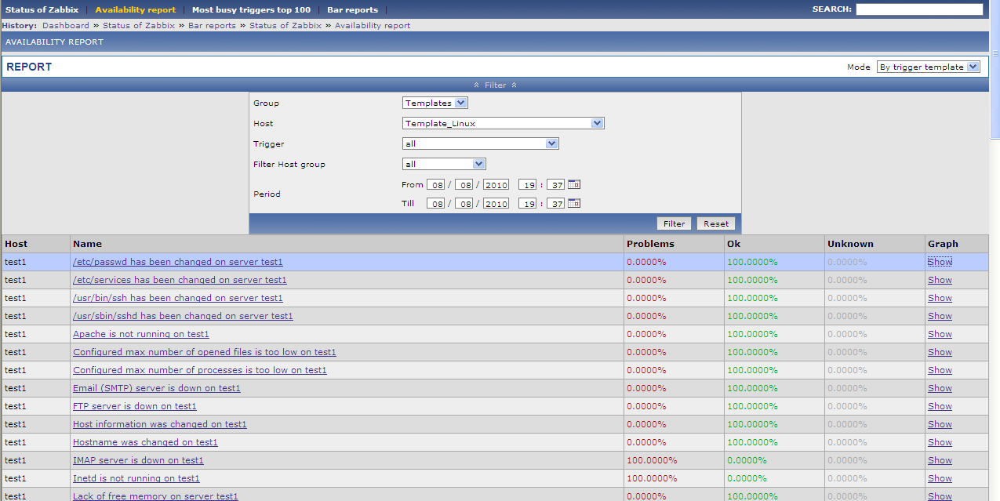 Status of Zabbix | Availability report | Most busy triggers top 100 | Bar reports | SEARCH:
History: Dashboard » Status of Zabbix » Bar reports » Status of Zabbix » Availability report
AVAILABILITY REPORT
REPORT Mode By trigger template
Filter
Group Templates
Host Template_Linux
Trigger all
Filter Host group all
Period
From 08 / 08 / 2010 19 : 37
Till 08 / 08 / 2010 19 : 37
Filter Reset
Host Name Problems Ok Unknown Graph
test1 /etc/passwd has been changed on server test1 0.0000% 100.0000% 0.0000% Show
test1 /etc/services has been changed on server test1 0.0000% 100.0000% 0.0000% Show
test1 /usr/bin/ssh has been changed on server test1 0.0000% 100.0000% 0.0000% Show
test1 /usr/sbin/sshd has been changed on server test1 0.0000% 100.0000% 0.0000% Show
test1 Apache is not running on test1 0.0000% 100.0000% 0.0000% Show
test1 Configured max number of opened files is too low on test1 0.0000% 100.0000% 0.0000% Show
test1 Configured max number of processes is too low on test1 0.0000% 100.0000% 0.0000% Show
test1 Email (SMTP) server is down on test1 0.0000% 100.0000% 0.0000% Show
test1 FTP server is down on test1 0.0000% 100.0000% 0.0000% Show
test1 Host information was changed on test1 0.0000% 100.0000% 0.0000% Show
test1 Hostname was changed on test1 0.0000% 100.0000% 0.0000% Show
test1 IMAP server is down on test1 100.0000% 0.0000% 0.0000% Show
test1 Inetd is not running on test1 100.0000% 0.0000% 0.0000% Show
test1 Lack of free memory on server test1 0.0000% 100.0000% 0.0000% Show